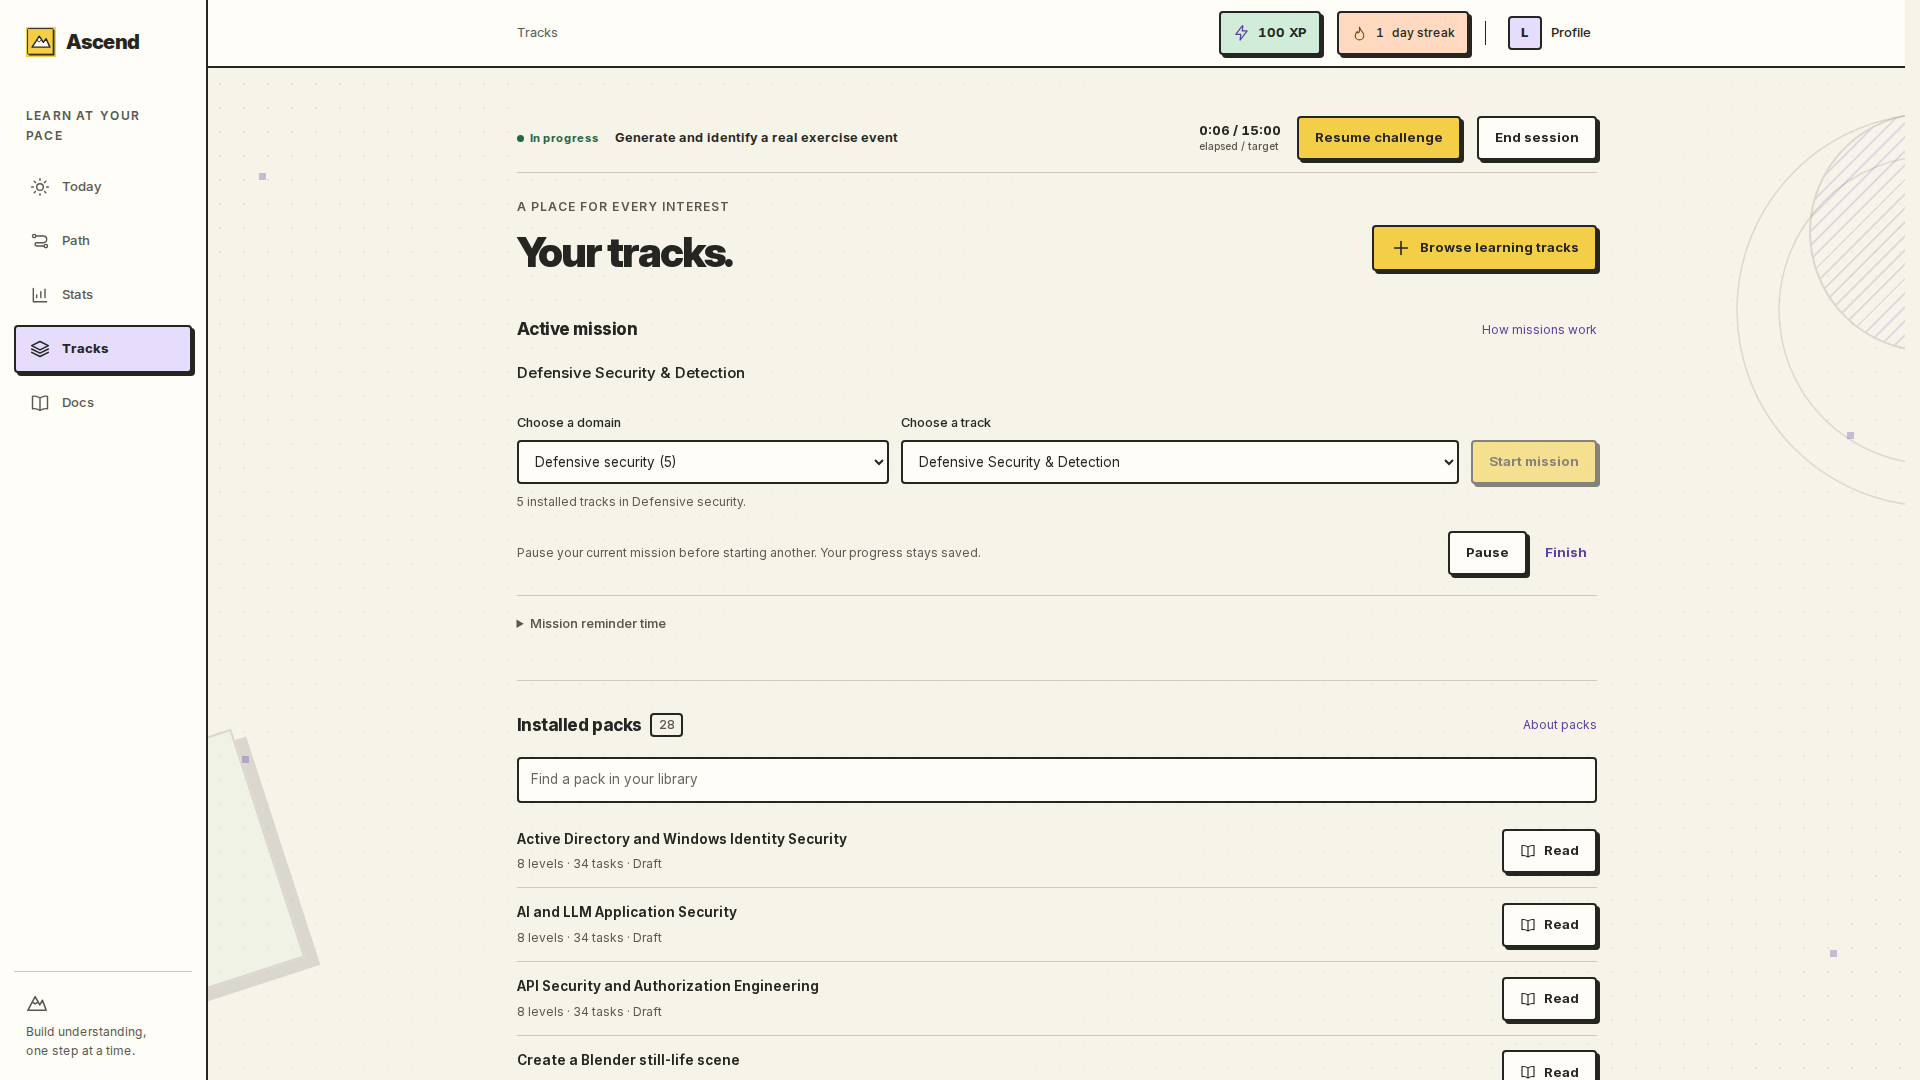 Ascend
LEARN AT YOUR
PACE
Today
Path
Stats
Tracks
Docs
Build understanding,
one step at a time.
Tracks
100 XP
1 day streak
L
Profile
In progress
Generate and identify a real exercise event
0:06 / 15:00
elapsed / target
Resume challenge
End session
A PLACE FOR EVERY INTEREST
Your tracks.
Browse learning tracks
Active mission
How missions work
Defensive Security & Detection
Choose a domain
Choose a track
Defensive security (5)
Defensive Security & Detection
Start mission
5 installed tracks in Defensive security.
Pause your current mission before starting another. Your progress stays saved.
Pause
Finish
Mission reminder time
Installed packs
28
About packs
Find a pack in your library
Active Directory and Windows Identity Security
8 levels · 34 tasks · Draft
Read
AI and LLM Application Security
8 levels · 34 tasks · Draft
Read
API Security and Authorization Engineering
8 levels · 34 tasks · Draft
Read
Create a Blender still-life scene
Read